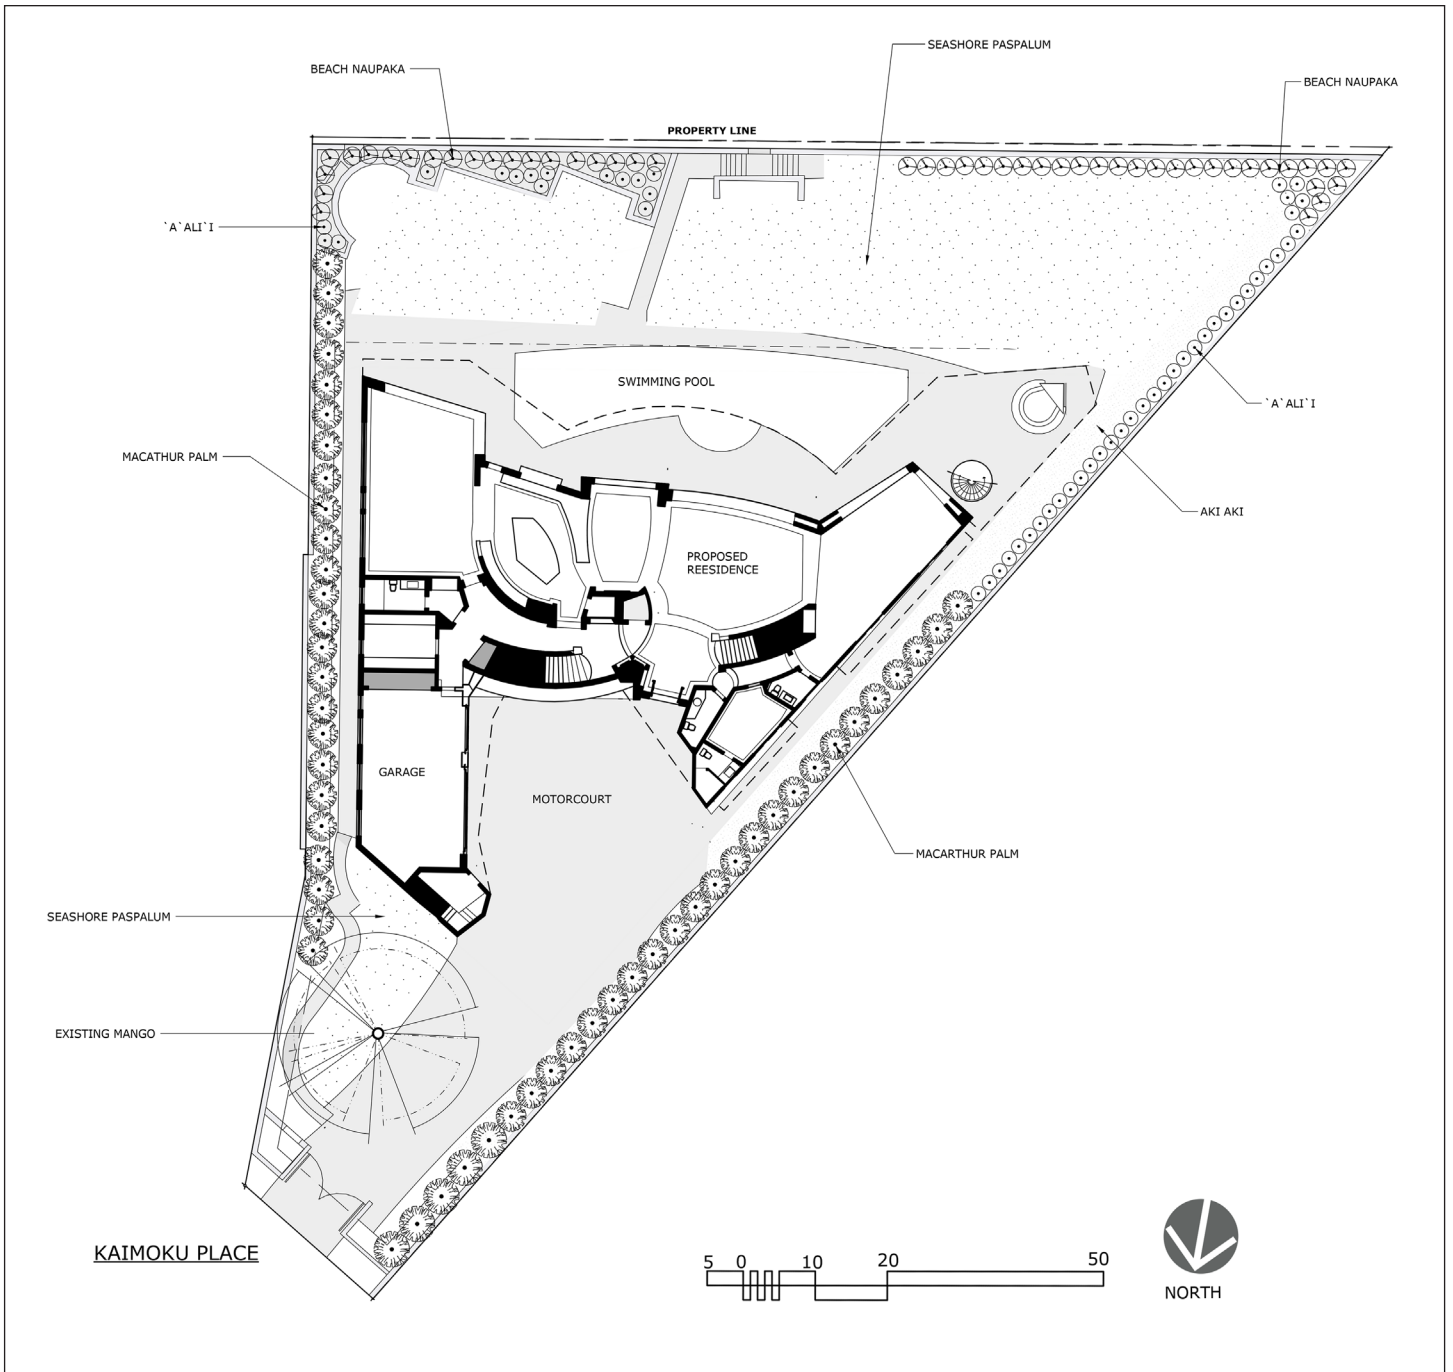 SEASHORE PASPALUM
BEACH NAUPAKA
BEACH NAUPAKA
PROPERTY LINE
`A`ALI`I
SWIMMING POOL
`A`ALI`I
MACATHUR PALM
AKI AKI
PROPOSED
REESIDENCE
GARAGE
MOTORCOURT
MACARTHUR PALM
SEASHORE PASPALUM
EXISTING MANGO
KAIMOKU PLACE
5 0 10 20 50
NORTH